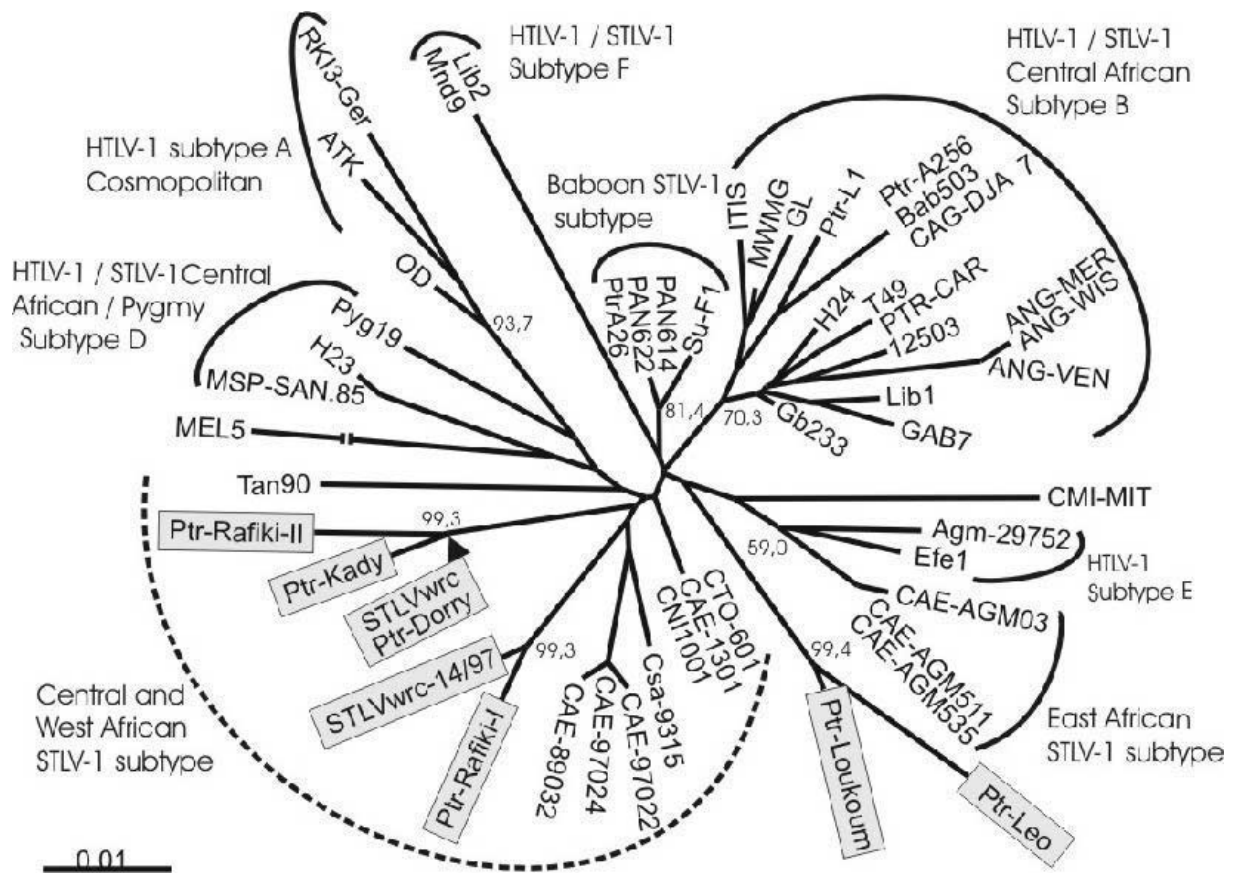 RKI3-Ger
ATK
OD
HTLV-1 subtype A
Cosmopolitan
93,7
Lib2
Mnd9
HTLV-1 / STLV-1
Subtype F
HTLV-1 / STLV-1
Central African
Subtype B
Baboon STLV-1
subtype
PtrA26
PAN622
PAN614
Su-F1
81,4
ITIS
MWMG
GL
Ptr-L1
Ptr-A256
Bab503
CAG-DJA 7
H24
T49
PTR-CAR
12503
ANG-MER
ANG-WIS
ANG-VEN
Lib1
GAB7
Gb233
70,3
HTLV-1 / STLV-1Central
African / Pygmy
Subtype D
Pyg19
H23
MSP-SAN.85
MEL5
Tan90
CMI-MIT
Agm-29752
Efe1
59,0
HTLV-1
Subtype E
CAE-AGM03
CAE-AGM511
CAE-AGM535
East African
STLV-1 subtype
99,3
Ptr-Rafiki-II
Ptr-Kady
STLVwrc
Ptr-Dorry
STLVwrc-14/97
99,3
Ptr-Rafiki-I
CAE-89032
CAE-97024
CAE-97022
Csa-9315
CNI1001
CAE-1301
CTO-601
99,4
Ptr-Loukoum
Ptr-Leo
Central and
West African
STLV-1 subtype
0.01